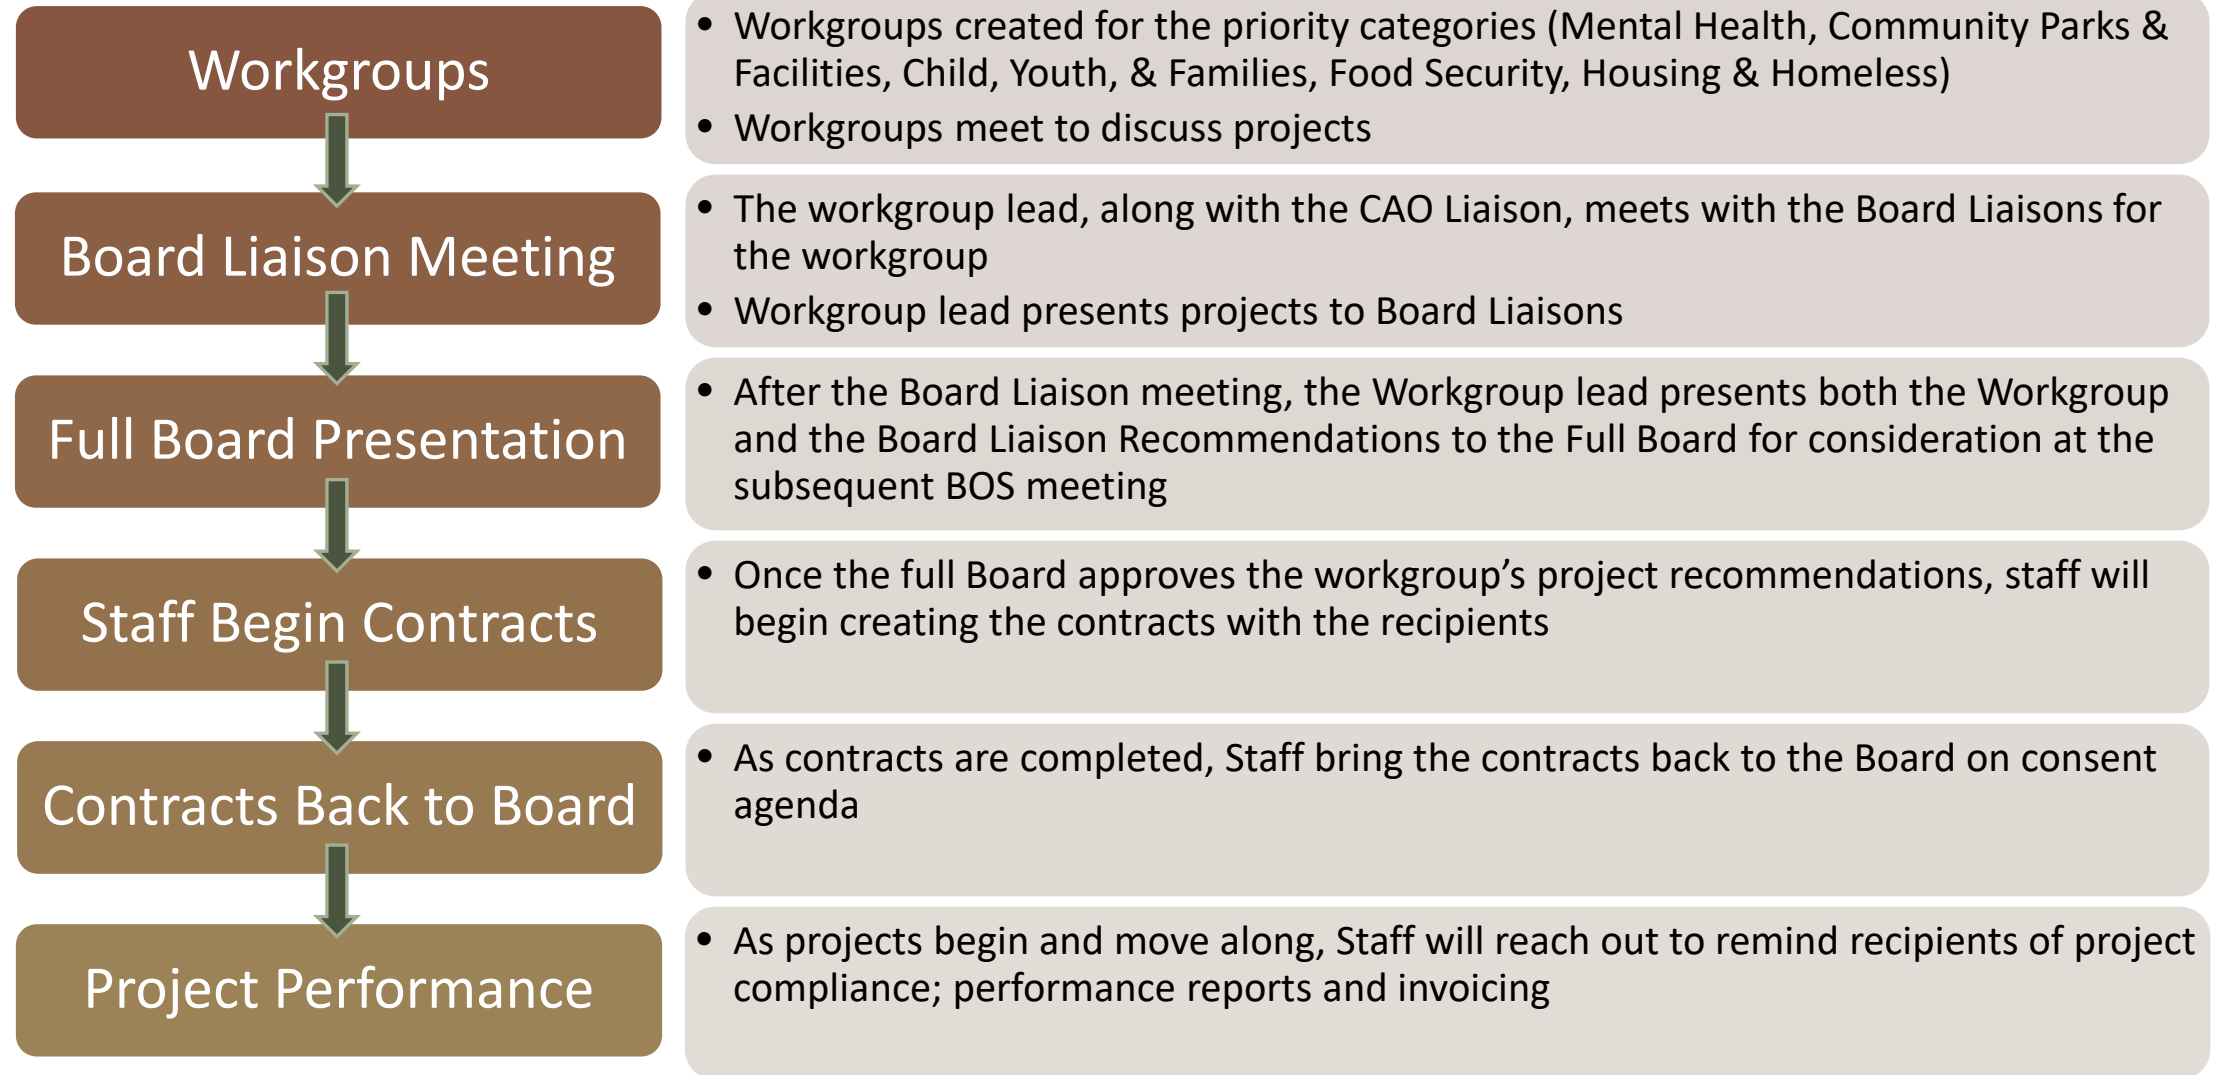 Workgroups
• Workgroups created for the priority categories (Mental Health, Community Parks &
Facilities, Child, Youth, & Families, Food Security, Housing & Homeless)
• Workgroups meet to discuss projects
Board Liaison Meeting
• The workgroup lead, along with the CAO Liaison, meets with the Board Liaisons for
the workgroup
• Workgroup lead presents projects to Board Liaisons
Full Board Presentation
• After the Board Liaison meeting, the Workgroup lead presents both the Workgroup
and the Board Liaison Recommendations to the Full Board for consideration at the
subsequent BOS meeting
Staff Begin Contracts
• Once the full Board approves the workgroup’s project recommendations, staff will
begin creating the contracts with the recipients
Contracts Back to Board
• As contracts are completed, Staff bring the contracts back to the Board on consent
agenda
Project Performance
• As projects begin and move along, Staff will reach out to remind recipients of project
compliance; performance reports and invoicing